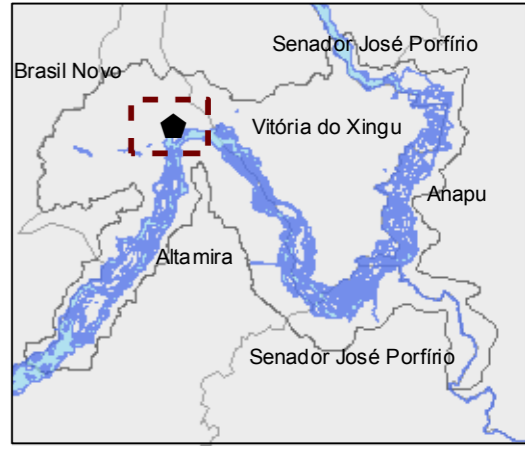 Senador José Porfírio
Brasil Novo
Vitória do Xingu
Anapu
Altamira
Senador José Porfírio